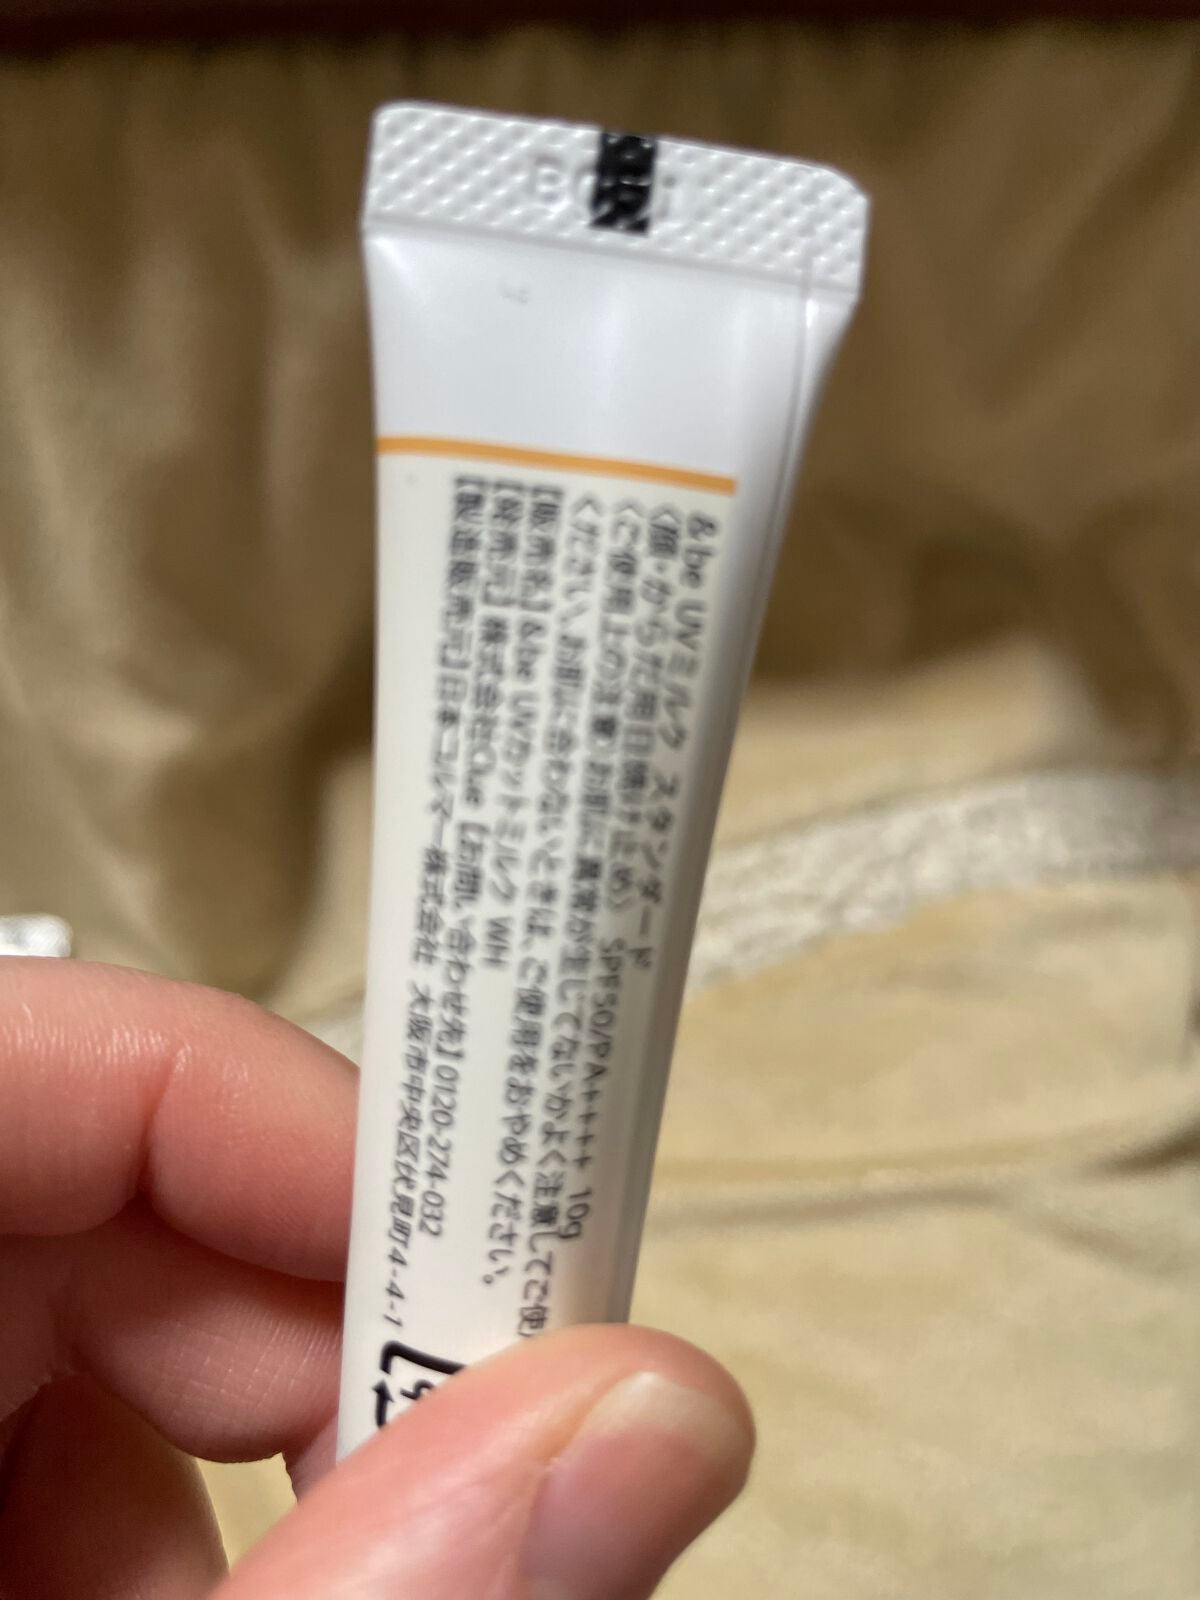 &be UVミルク スタンダード
〈顔・からだ用日焼け止め〉 SPF50/PA++++ 10g
〈ご使用上の注意〉お肌に異常が生じてないかよく注意してご使
ください。お肌に合わないときは、ご使用をおやめください。
【販売名】&be UVカットミルク WH
【発売元】株式会社Clue【お問い合わせ先】0120-274-032
【製造販売元】日本コルマー株式会社 大阪市中央区伏見町4-4-1